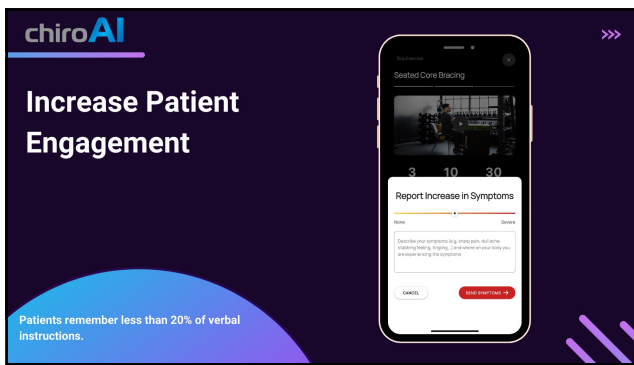 chiroAI
Increase Patient
Engagement
Patients remember less than 20% of verbal
instructions.
Stop Exercise
Seated Core Bracing
3 10 30
Report Increase in Symptoms
None Severe
Describe your symptoms (e.g. sharp pain, dull ache,
stabbing feeling, tingling...) and where on your body you
are experiencing the symptoms
CANCEL SEND SYMPTOMS →